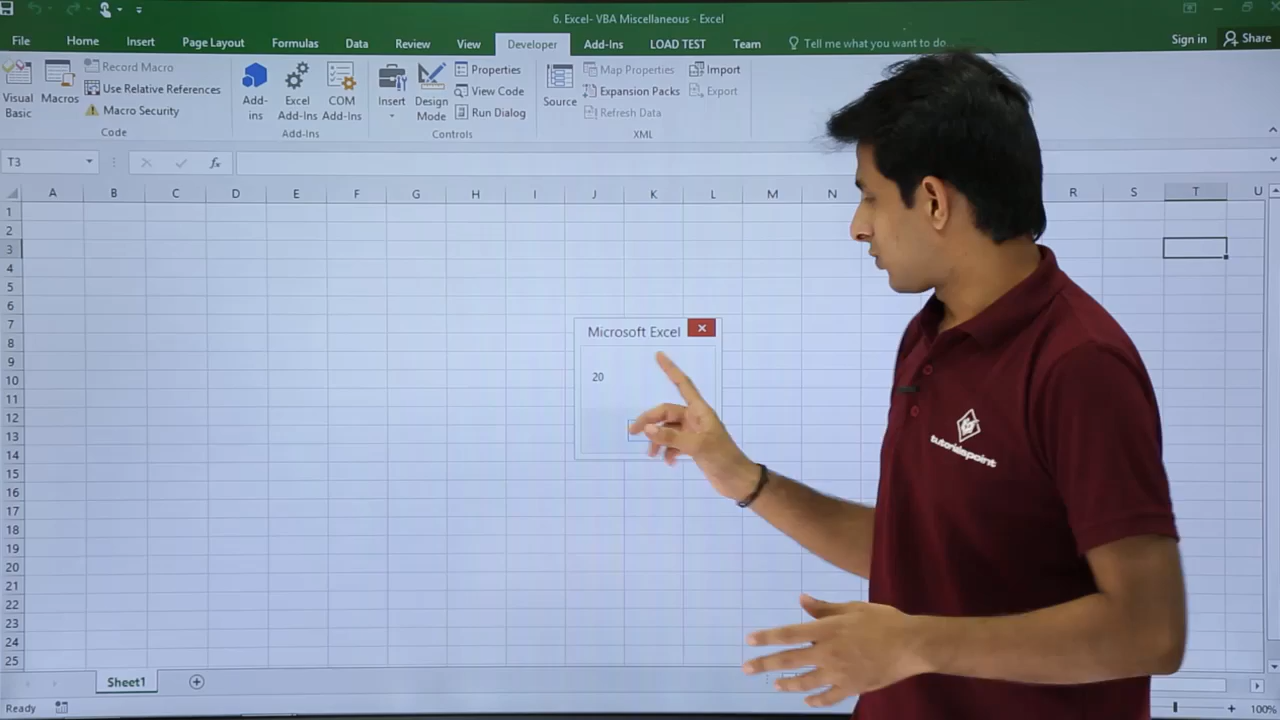 6. Excel- VBA Miscellaneous - Excel
File Home Insert Page Layout Formulas Data Review View Developer Add-Ins LOAD TEST Team Tell me what you want to do Sign in Share
Visual Basic
Macros
Record Macro
Use Relative References
Macro Security
Code
Add-ins
Excel Add-Ins
COM Add-Ins
Add-Ins
Insert
Design Mode
Properties
View Code
Run Dialog
Controls
Source
Map Properties
Expansion Packs
Refresh Data
Import
Export
XML
T3 fx
A B C D E F G H I J K L M N R S T U
1
2
3
4
5
6
7
8
9
10
11
12
13
14
15
16
17
18
19
20
21
22
23
24
25
Microsoft Excel
20
tutorialspoint
Sheet1
Ready 100%